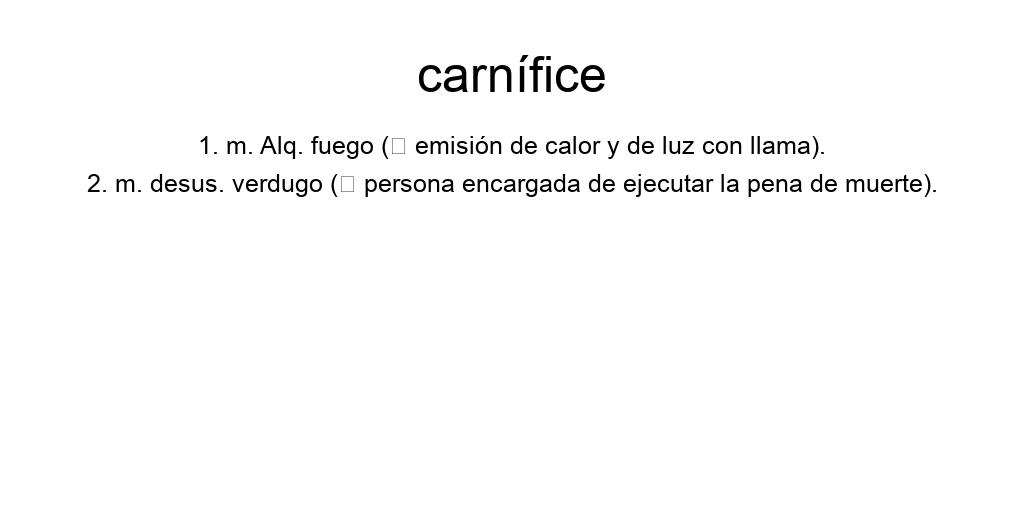 carnífice
1. m. Alq. fuego (□ emisión de calor y de luz con llama).
2. m. desus. verdugo (□ persona encargada de ejecutar la pena de muerte).